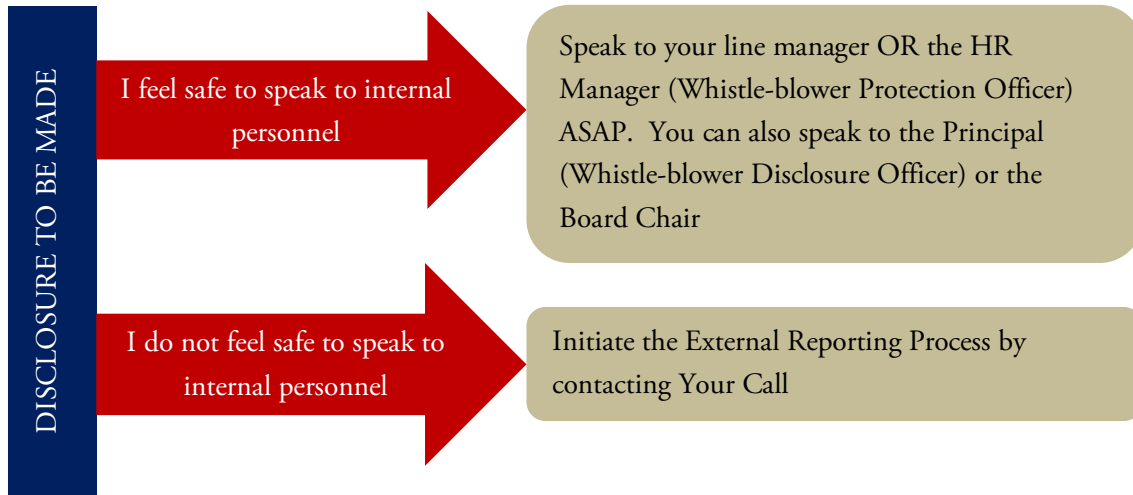 DISCLOSURE TO BE MADE
I feel safe to speak to internal
personnel
Speak to your line manager OR the HR
Manager (Whistle-blower Protection Officer)
ASAP.  You can also speak to the Principal
(Whistle-blower Disclosure Officer) or the
Board Chair
I do not feel safe to speak to
internal personnel
Initiate the External Reporting Process by
contacting Your Call